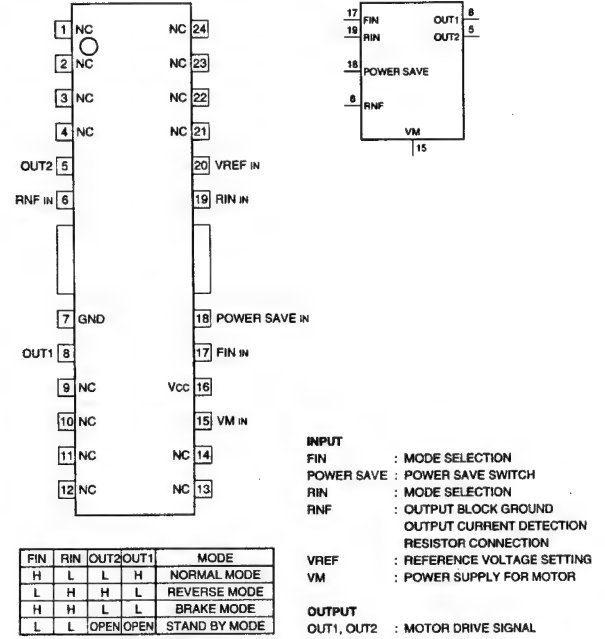 1 NC NC 24
2 NC NC 23
3 NC NC 22
4 NC NC 21
OUT2 5 20 VREF IN
RNF IN 6 19 RIN IN
7 GND 18 POWER SAVE IN
OUT1 8 17 FIN IN
9 NC Vcc 16
10 NC 15 VM IN
11 NC NC 14
12 NC NC 13
17 FIN OUT1 8
19 RIN OUT2 5
18 POWER SAVE
6 RNF
VM
15
FIN RIN OUT2 OUT1 MODE
H L L H NORMAL MODE
L H H L REVERSE MODE
H H L L BRAKE MODE
L L OPEN OPEN STAND BY MODE
INPUT
FIN : MODE SELECTION
POWER SAVE : POWER SAVE SWITCH
RIN : MODE SELECTION
RNF : OUTPUT BLOCK GROUND
OUTPUT CURRENT DETECTION
RESISTOR CONNECTION
VREF : REFERENCE VOLTAGE SETTING
VM : POWER SUPPLY FOR MOTOR
OUTPUT
OUT1, OUT2 : MOTOR DRIVE SIGNAL